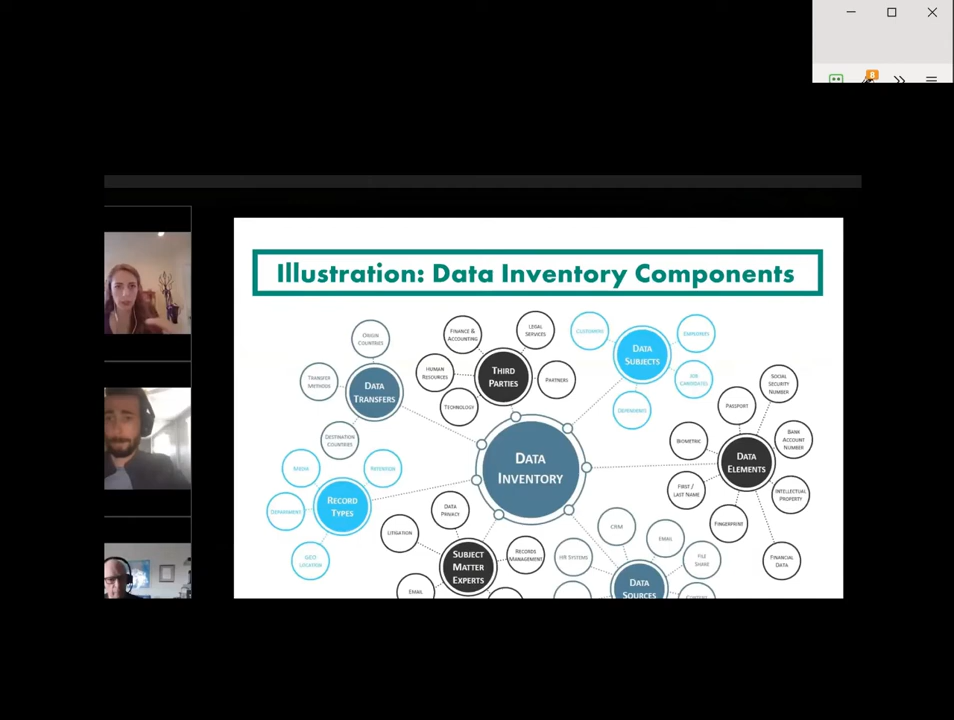 8
Illustration: Data Inventory Components
ORIGIN
COUNTRIES
TRANSFER
METHODS
DATA
TRANSFERS
DESTINATION
COUNTRIES
FINANCE &
ACCOUNTING
LEGAL
SERVICES
HUMAN
RESOURCES
THIRD
PARTIES
PARTNERS
TECHNOLOGY
CUSTOMERS
EMPLOYEES
DATA
SUBJECTS
JOB
CANDIDATES
DEPENDENTS
SOCIAL
SECURITY
NUMBER
PASSPORT
BIOMETRIC
BANK
ACCOUNT
NUMBER
DATA
ELEMENTS
FIRST /
LAST NAME
INTELLECTUAL
PROPERTY
FINGERPRINT
FINANCIAL
DATA
DATA
INVENTORY
MEDIA
RETENTION
RECORD
TYPES
DEPARTMENT
GEO
LOCATION
DATA
PRIVACY
LITIGATION
SUBJECT
MATTER
EXPERTS
RECORDS
MANAGEMENT
EMAIL
CRM
EMAIL
HR SYSTEMS
FILE
SHARE
DATA
SOURCES